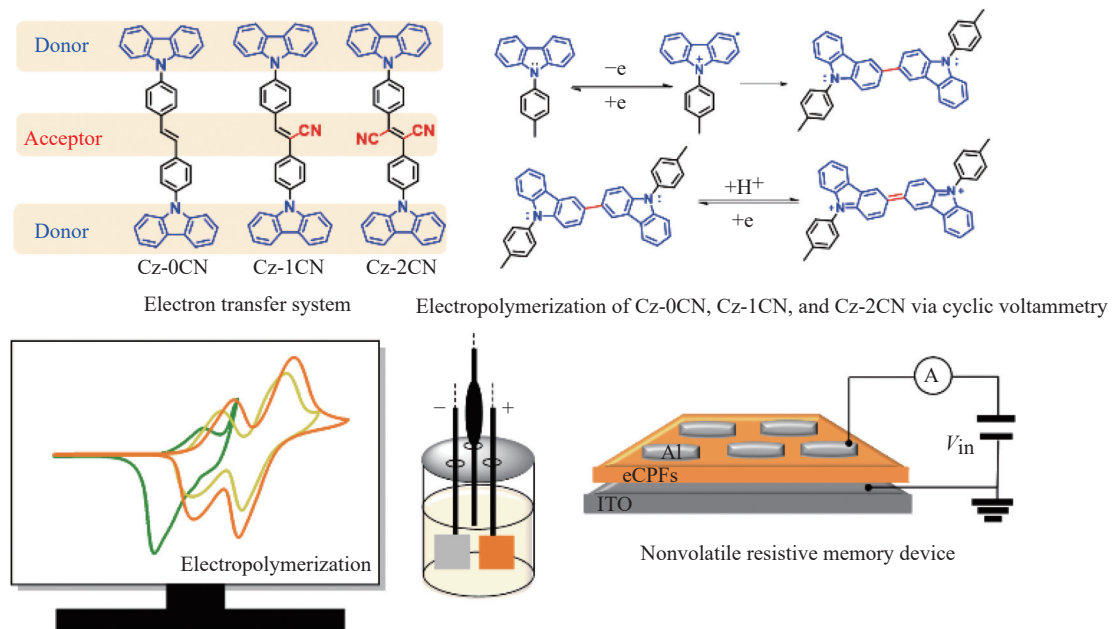 Donor
Acceptor
Donor
N
N
N
CN
NC
CN
N
N
N
Cz-0CN
Cz-1CN
Cz-2CN
Electron transfer system
N
−e
+e
N
+
N
N
N
N
+H+
+e
N
+
N
+
Electropolymerization of Cz-0CN, Cz-1CN, and Cz-2CN via cyclic voltammetry
Electropolymerization
−
+
A
Vin
Al
eCPFs
ITO
Nonvolatile resistive memory device